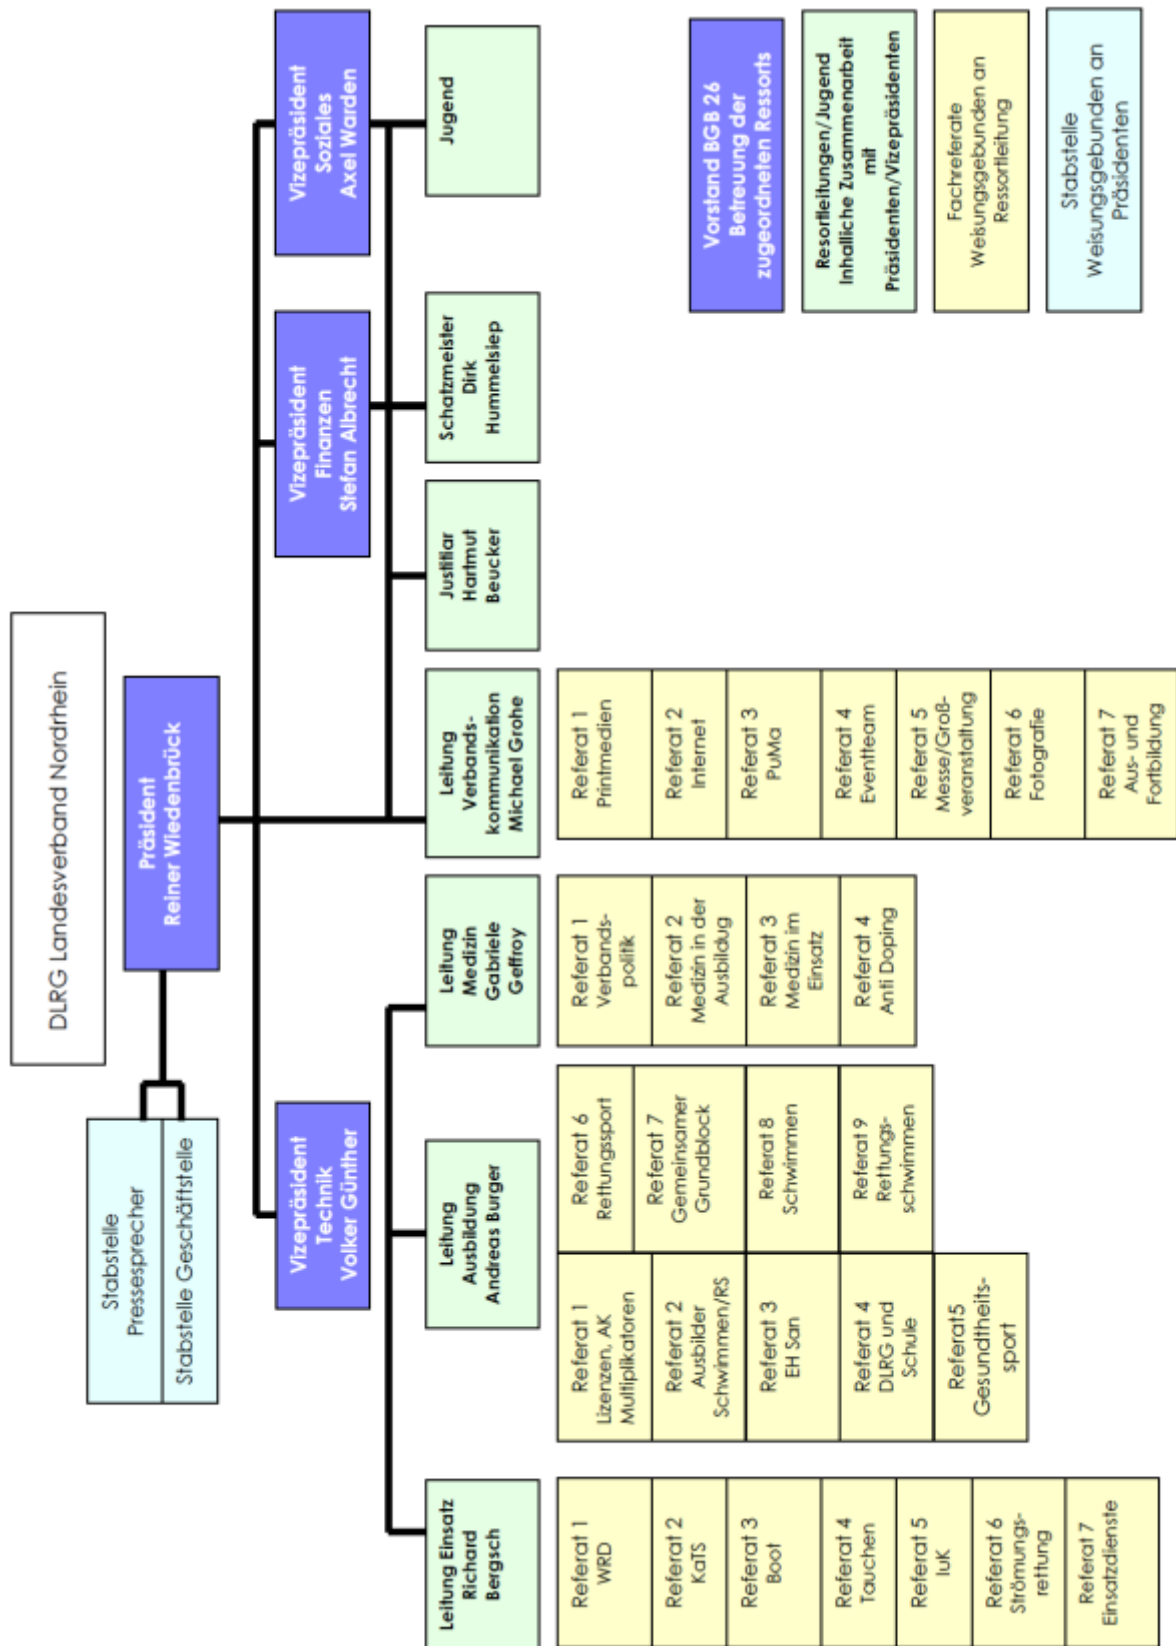 DLRG Landesverband Nordrhein
Präsident
Reiner Wiedenbrück
Stabstelle
Pressesprecher
Stabstelle Geschäftstelle
Vizepräsident
Technik
Volker Günther
Vizepräsident
Finanzen
Stefan Albrecht
Vizepräsident
Soziales
Axel Warden
Leitung Einsatz
Richard
Bergsch
Leitung
Ausbildung
Andreas Burger
Leitung
Medizin
Gabriele
Geffroy
Leitung
Verbands-
kommunikation
Michael Grohe
Justitiar
Hartmut
Beucker
Schatzmeister
Dirk
Hummelsiep
Jugend
Referat 1
WRD
Referat 2
KaTS
Referat 3
Boot
Referat 4
Tauchen
Referat 5
IuK
Referat 6
Strömungs-
rettung
Referat 7
Einsatzdienste
Referat 1
Lizenzen, AK
Multiplikatoren
Referat 2
Ausbilder
Schwimmen/RS
Referat 3
EH San
Referat 4
DLRG und
Schule
Referat5
Gesundtheits-
sport
Referat 6
Rettungssport
Referat 7
Gemeinsamer
Grundblock
Referat 8
Schwimmen
Referat 9
Rettungs-
schwimmen
Referat 1
Verbands-
politik
Referat 2
Medizin in der
Ausbildug
Referat 3
Medizin im
Einsatz
Referat 4
Anti Doping
Referat 1
Printmedien
Referat 2
Internet
Referat 3
PuMa
Referat 4
Eventteam
Referat 5
Messe/Groß-
veranstaltung
Referat 6
Fotografie
Referat 7
Aus- und
Fortbildung
Vorstand BGB 26
Betreuung der
zugeordneten Ressorts
Resortleitungen/Jugend
Inhalliche Zusammenarbeit
mit
Präsidenten/Vizepräsidenten
Fachreferate
Weisungsgebunden an
Ressortleitung
Stabstelle
Weisungsgebunden an
Präsidenten